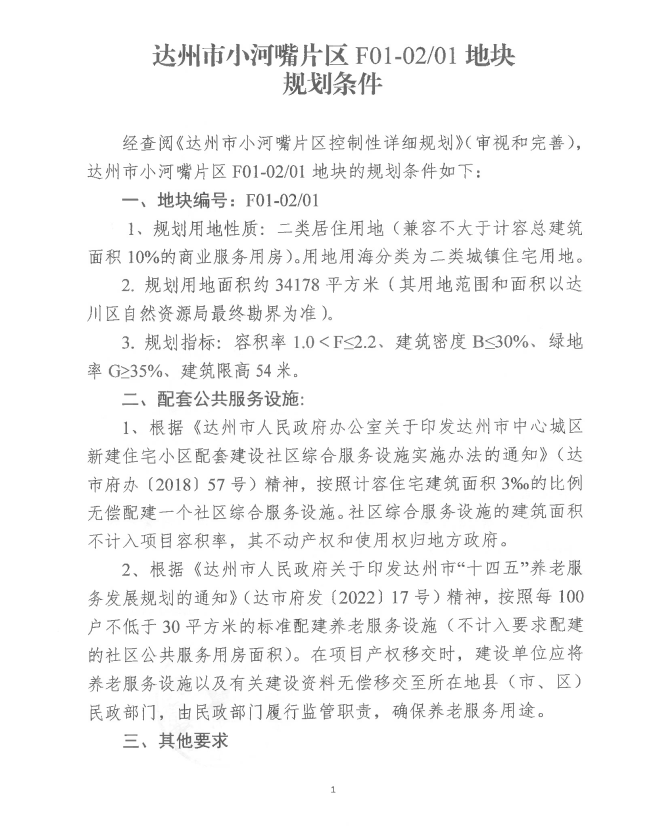 达州市小河嘴片区 F01-02/01 地块
规划条件
经查阅《达州市小河嘴片区控制性详细规划》（审视和完善），
达州市小河嘴片区 F01-02/01 地块的规划条件如下：
一、地块编号：F01-02/01
1、规划用地性质：二类居住用地（兼容不大于计容总建筑
面积 10%的商业服务用房）。用地用海分类为二类城镇住宅用地。
2. 规划用地面积约 34178 平方米（其用地范围和面积以达
川区自然资源局最终勘界为准）。
3. 规划指标：容积率 1.0＜F≤2.2、建筑密度 B≤30%、绿地
率 G≥35%、建筑限高 54 米。
二、配套公共服务设施:
1、根据《达州市人民政府办公室关于印发达州市中心城区
新建住宅小区配套建设社区综合服务设施实施办法的通知》（达
市府办〔2018〕57 号）精神，按照计容住宅建筑面积 3‰的比例
无偿配建一个社区综合服务设施。社区综合服务设施的建筑面积
不计入项目容积率，其不动产权和使用权归地方政府。
2、根据《达州市人民政府关于印发达州市“十四五”养老服
务发展规划的通知》（达市府发〔2022〕17 号）精神，按照每 100
户不低于 30 平方米的标准配建养老服务设施（不计入要求配建
的社区公共服务用房面积）。在项目产权移交时，建设单位应将
养老服务设施以及有关建设资料无偿移交至所在地县（市、区）
民政部门，由民政部门履行监管职责，确保养老服务用途。
三、其他要求
1